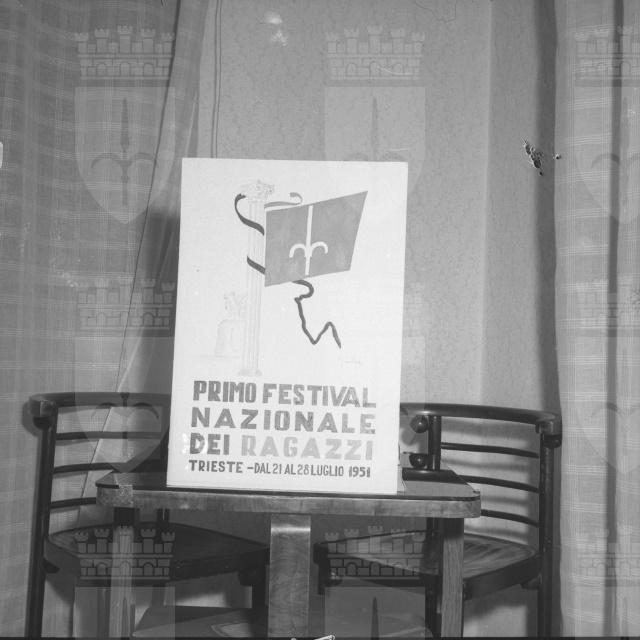 PRIMO FESTIVAL
NAZIONALE
DEI RAGAZZI
TRIESTE - DAL 21 AL 28 LUGLIO 1951